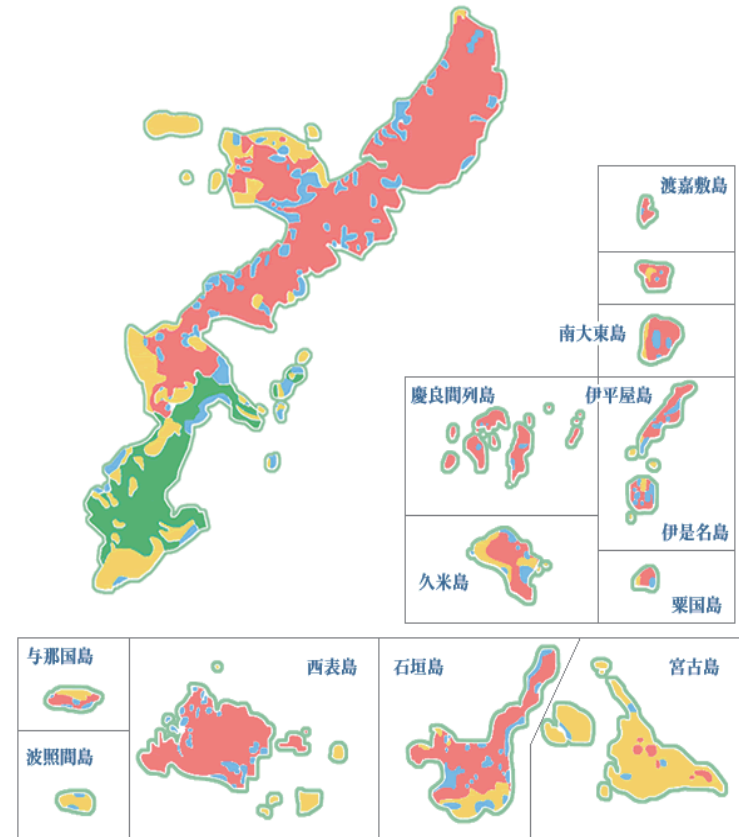 渡嘉敷島
南大東島
慶良間列島
伊平屋島
伊是名島
久米島
粟国島
与那国島
西表島
石垣島
宮古島
波照間島